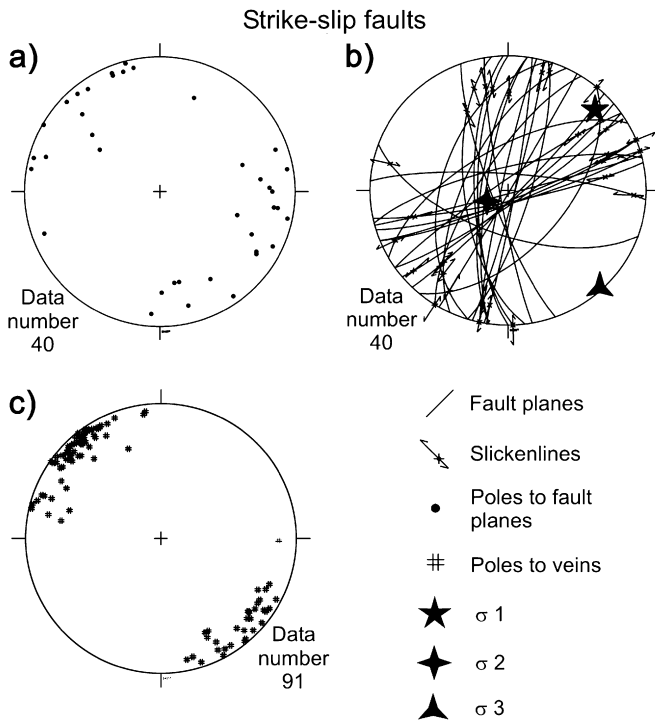 Strike-slip faults
a)
b)
Data
number
40
Data
number
40
c)
Data
number
91
Fault planes
Slickenlines
Poles to fault
planes
Poles to veins
σ 1
σ 2
σ 3